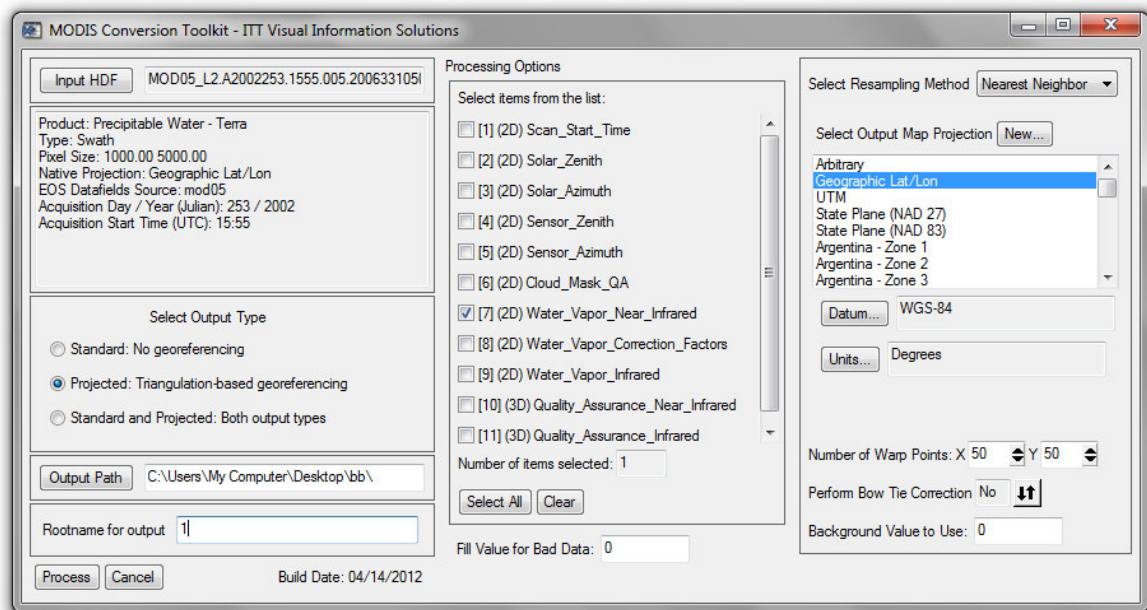 MODIS Conversion Toolkit - ITT Visual Information Solutions
Input HDF
MOD05_L2.A2002253.1555.005.200633105(
Product: Precipitable Water - Terra
Type: Swath
Pixel Size: 1000.00 5000.00
Native Projection: Geographic Lat/Lon
EOS Datafields Source: mod05
Acquisition Day / Year (Julian): 253 / 2002
Acquisition Start Time (UTC): 15:55
Select Output Type
Standard: No georeferencing
Projected: Triangulation-based georeferencing
Standard and Projected: Both output types
Output Path
C:\Users\My Computer\Desktop\bb\
Rootname for output
1
Process
Cancel
Build Date: 04/14/2012
Processing Options
Select items from the list:
[1] (2D) Scan_Start_Time
[2] (2D) Solar_Zenith
[3] (2D) Solar_Azimuth
[4] (2D) Sensor_Zenith
[5] (2D) Sensor_Azimuth
[6] (2D) Cloud_Mask_QA
[7] (2D) Water_Vapor_Near_Infrared
[8] (2D) Water_Vapor_Correction_Factors
[9] (2D) Water_Vapor_Infrared
[10] (3D) Quality_Assurance_Near_Infrared
[11] (3D) Quality_Assurance_Infrared
Number of items selected: 1
Select All
Clear
Fill Value for Bad Data: 0
Select Resampling Method Nearest Neighbor
Select Output Map Projection New...
Arbitrary
Geographic Lat/Lon
UTM
State Plane (NAD 27)
State Plane (NAD 83)
Argentina - Zone 1
Argentina - Zone 2
Argentina - Zone 3
Datum... WGS-84
Units... Degrees
Number of Warp Points: X 50 Y 50
Perform Bow Tie Correction No
Background Value to Use: 0